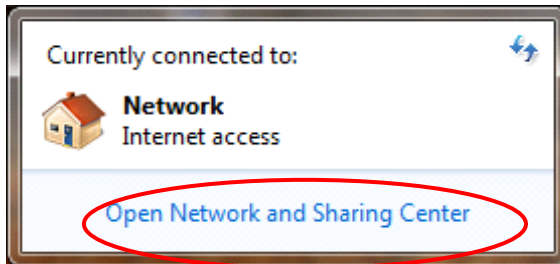 Currently connected to:
Network
Internet access
Open Network and Sharing Center